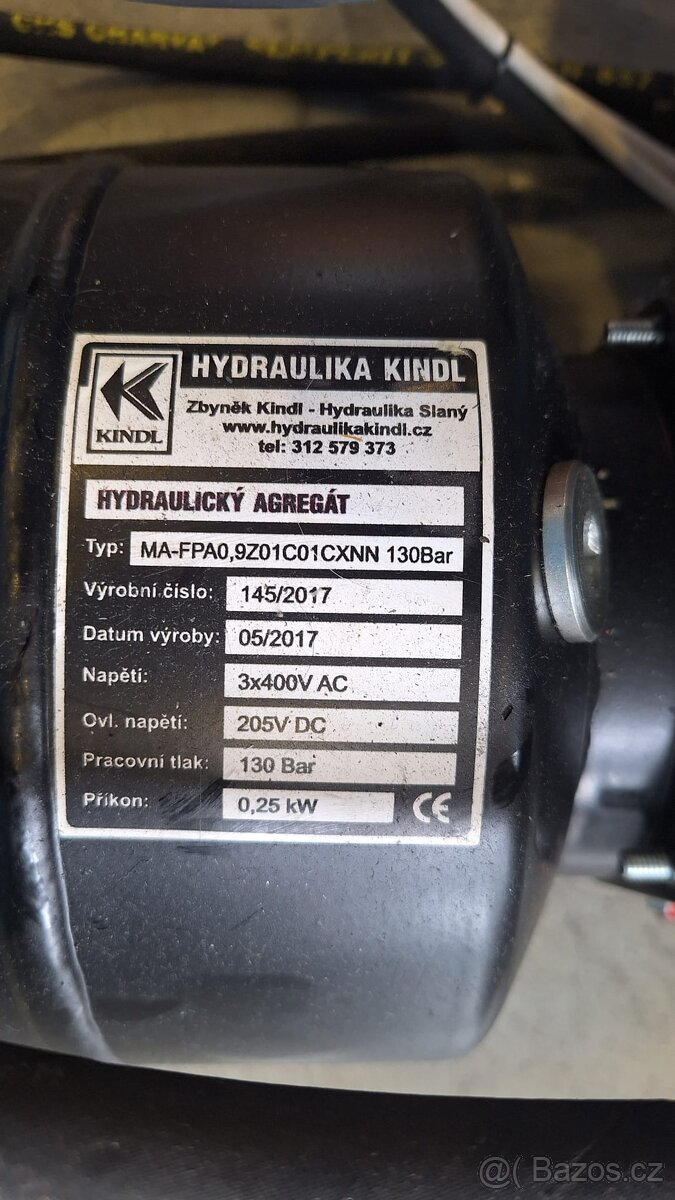 HYDRAULIKA KINDL
KINDL
Zbyněk Kindl - Hydraulika Slaný
www.hydraulikakindl.cz
tel: 312 579 373
HYDRAULICKÝ AGREGÁT
Typ: MA-FPA0,9Z01C01CXNN 130Bar
Výrobní číslo: 145/2017
Datum výroby: 05/2017
Napětí: 3x400V AC
Ovl. napětí: 205V DC
Pracovní tlak: 130 Bar
Příkon: 0,25 kW CE
@( Bazos.cz